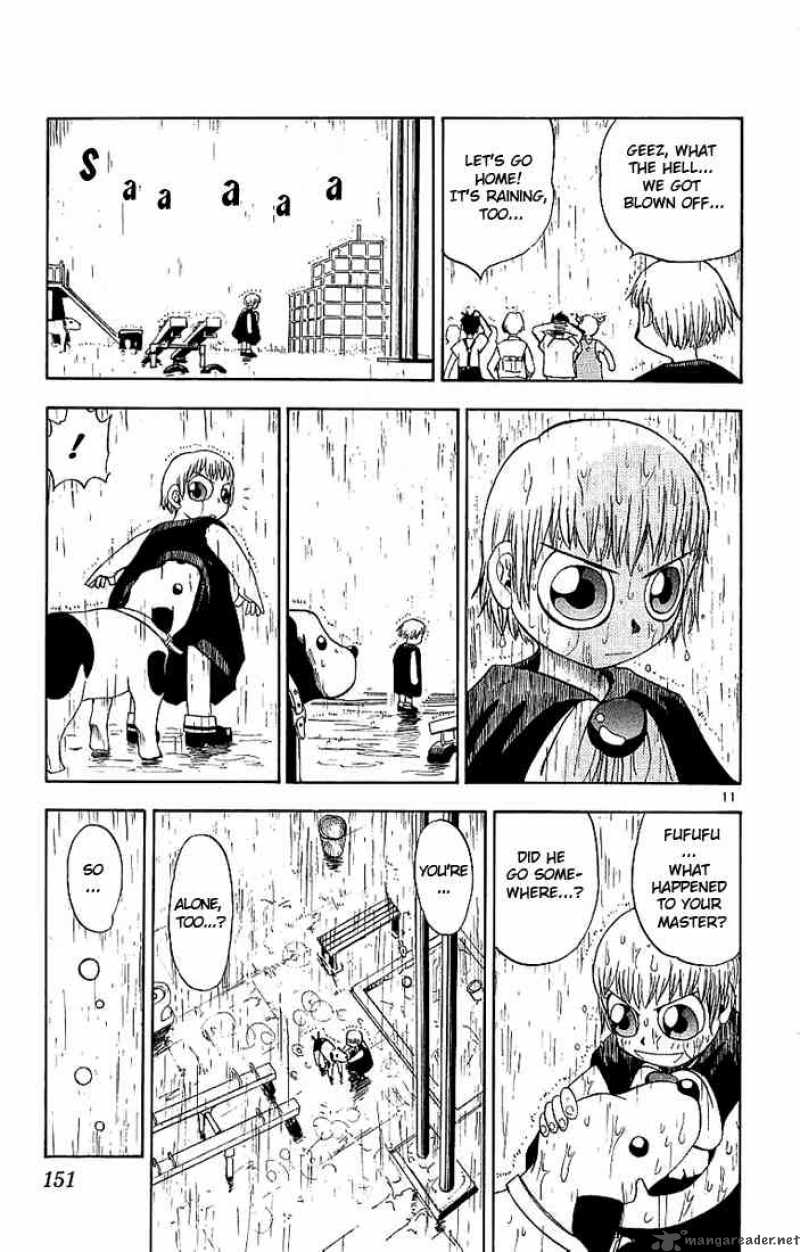 GEEZ, WHAT
THE HELL...
WE GOT
BLOWN OFF...
LET'S GO
HOME!
IT'S RAINING,
TOO...
Saaaaa
!
11
FUFUFU
...
WHAT
HAPPENED
TO YOUR
MASTER?
DID HE
GO SOME-
WHERE...?
YOU'RE
...
ALONE,
TOO...?
SO
...
151
mangareader.net